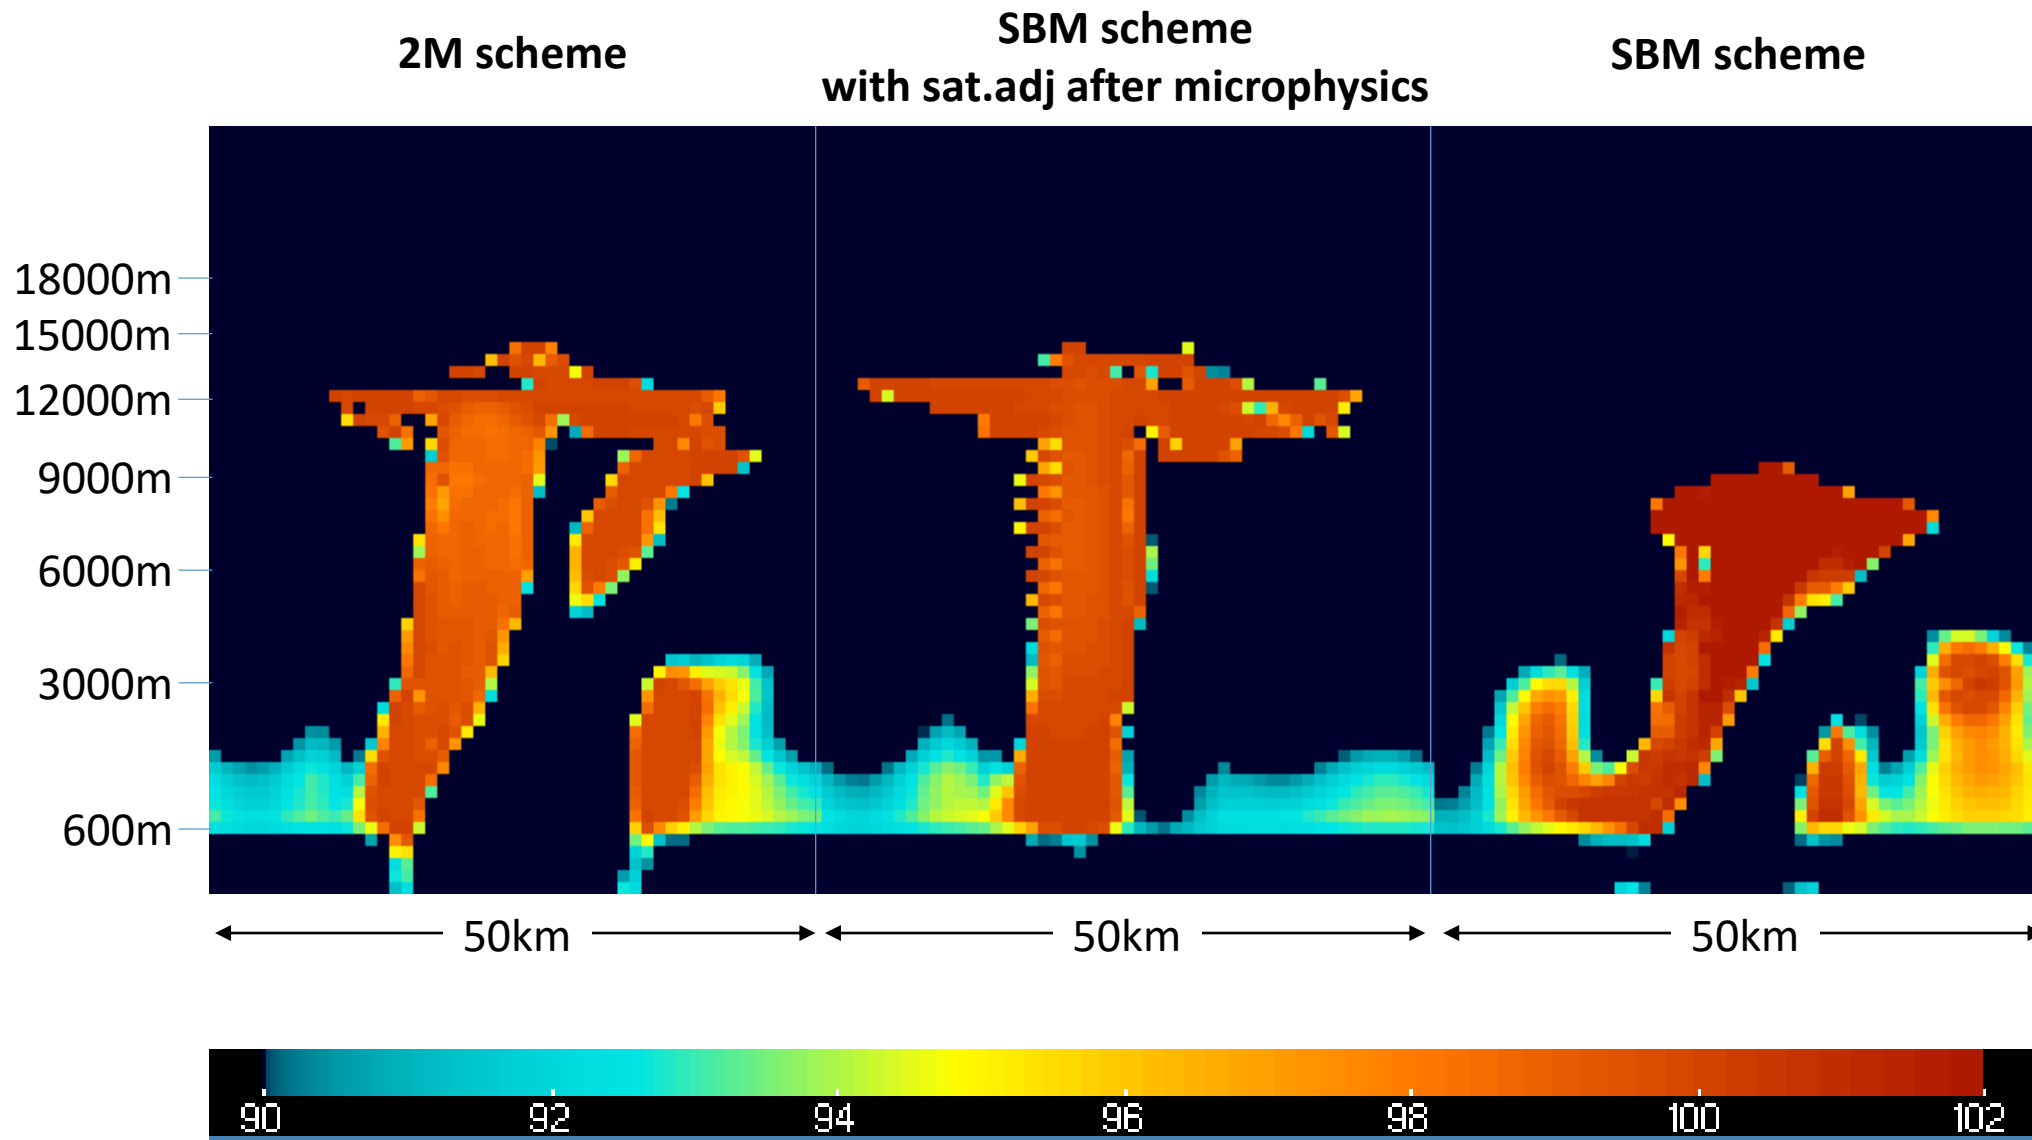 2M scheme
SBM scheme
with sat.adj after microphysics
SBM scheme
18000m
15000m
12000m
9000m
6000m
3000m
600m
50km
50km
50km
90 92 94 96 98 100 102